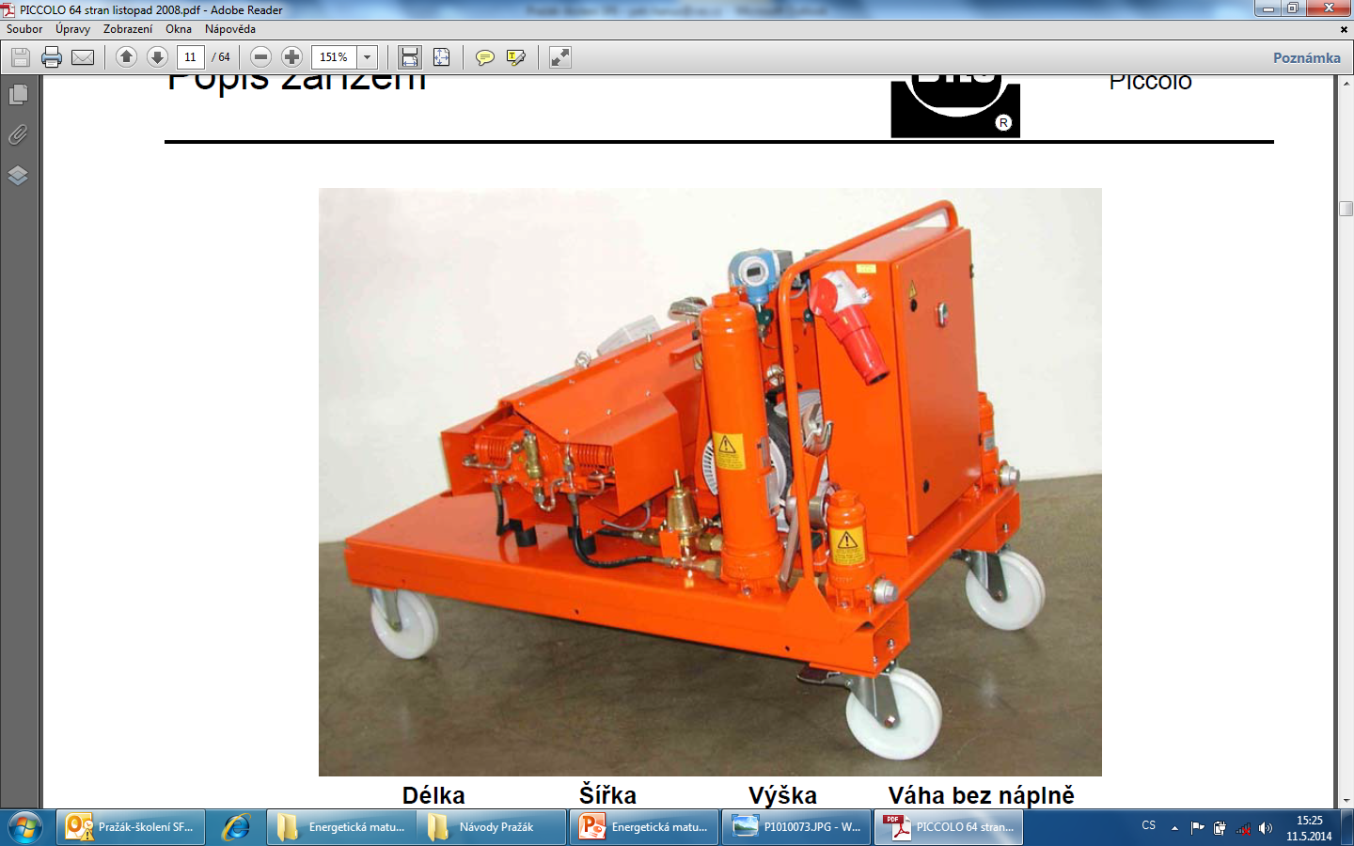 PICCOLO 64 stran listopad 2008.pdf - Adobe Reader
Soubor Úpravy Zobrazení Okna Nápověda
11 / 64 151% Poznámka
Popis zařízení
Piccolo
R
Délka Šířka Výška Váha bez náplně
Pražák-školení SF... Energetická matu... Návody Pražák Energetická matu... P1010073.JPG - W... PICCOLO 64 stran... CS 15:25
11.5.2014